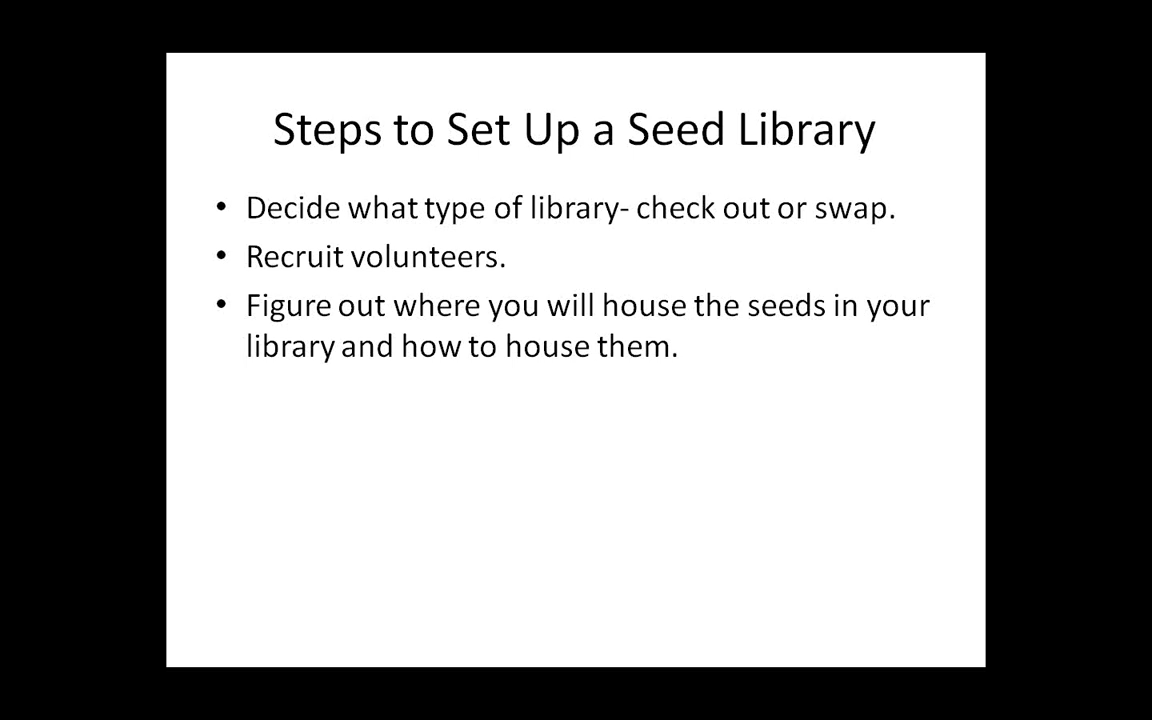 Steps to Set Up a Seed Library
• Decide what type of library- check out or swap.
• Recruit volunteers.
• Figure out where you will house the seeds in your
library and how to house them.